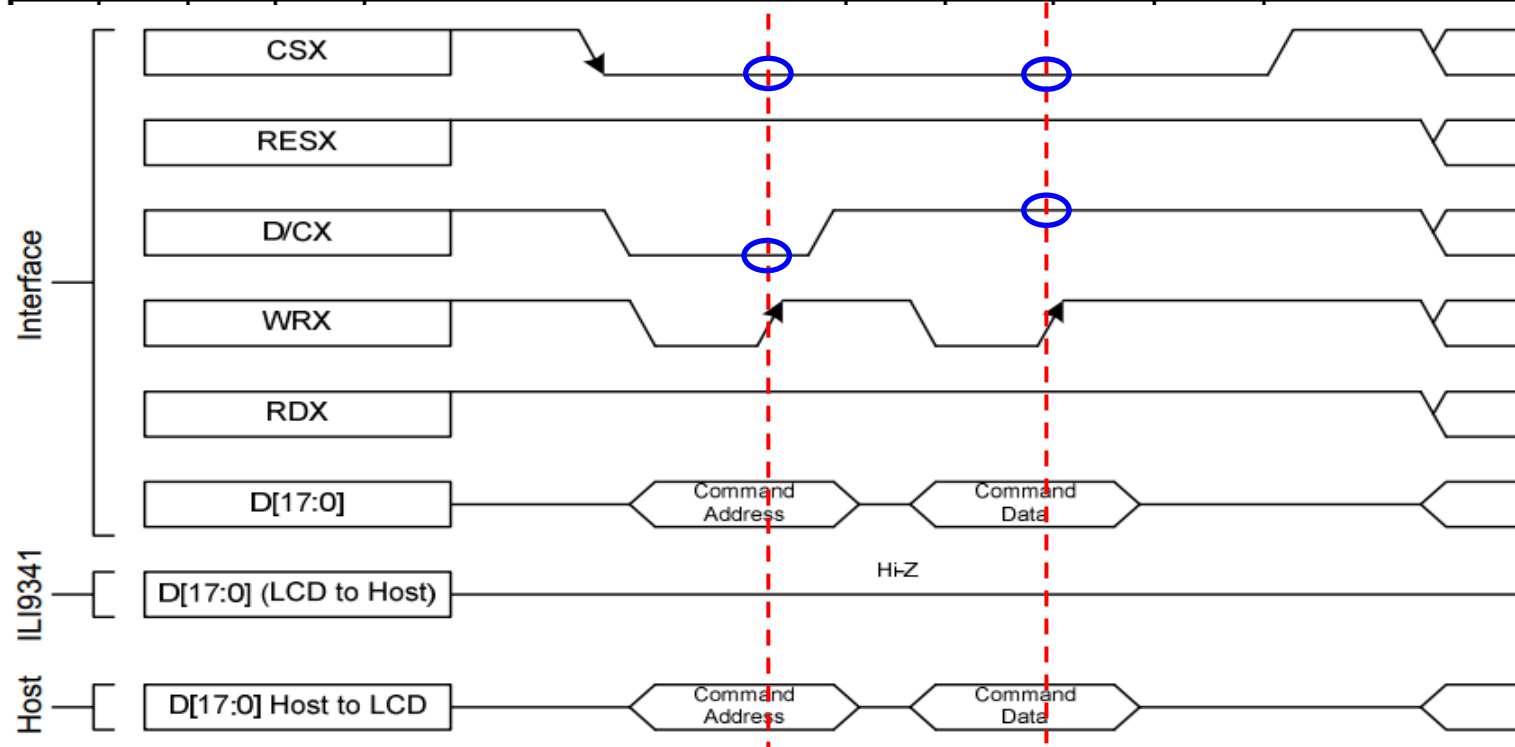 CSX
RESX
D/CX
WRX
RDX
D[17:0]
Command
Address
Command
Data
Interface
D[17:0] (LCD to Host)
Hi-Z
ILI9341
D[17:0] Host to LCD
Command
Address
Command
Data
Host